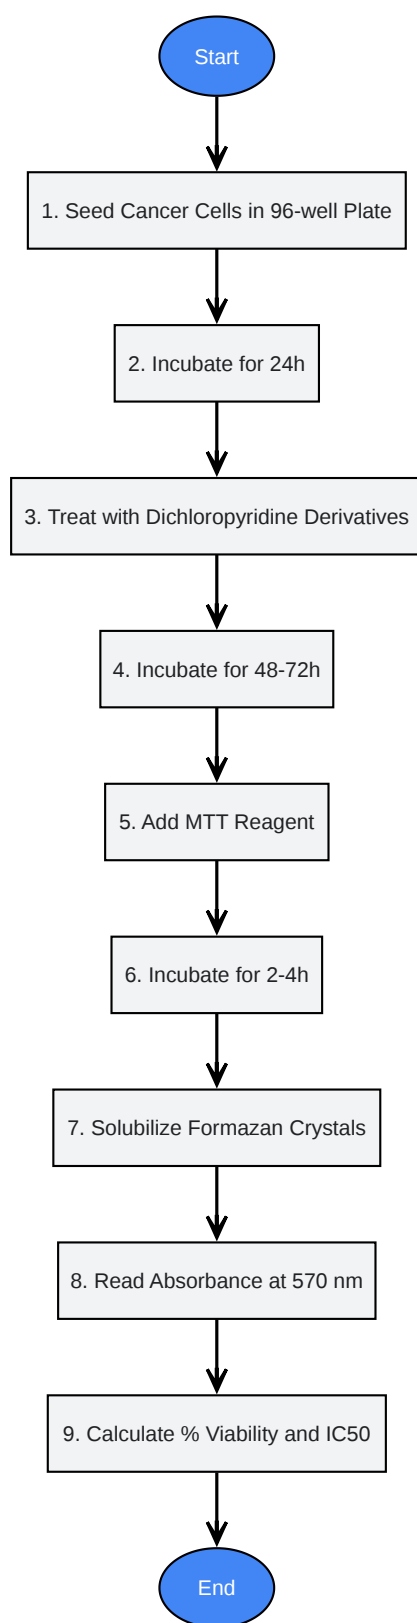 Start
1. Seed Cancer Cells in 96-well Plate
2. Incubate for 24h
3. Treat with Dichloropyridine Derivatives
4. Incubate for 48-72h
5. Add MTT Reagent
6. Incubate for 2-4h
7. Solubilize Formazan Crystals
8. Read Absorbance at 570 nm
9. Calculate % Viability and IC50
End